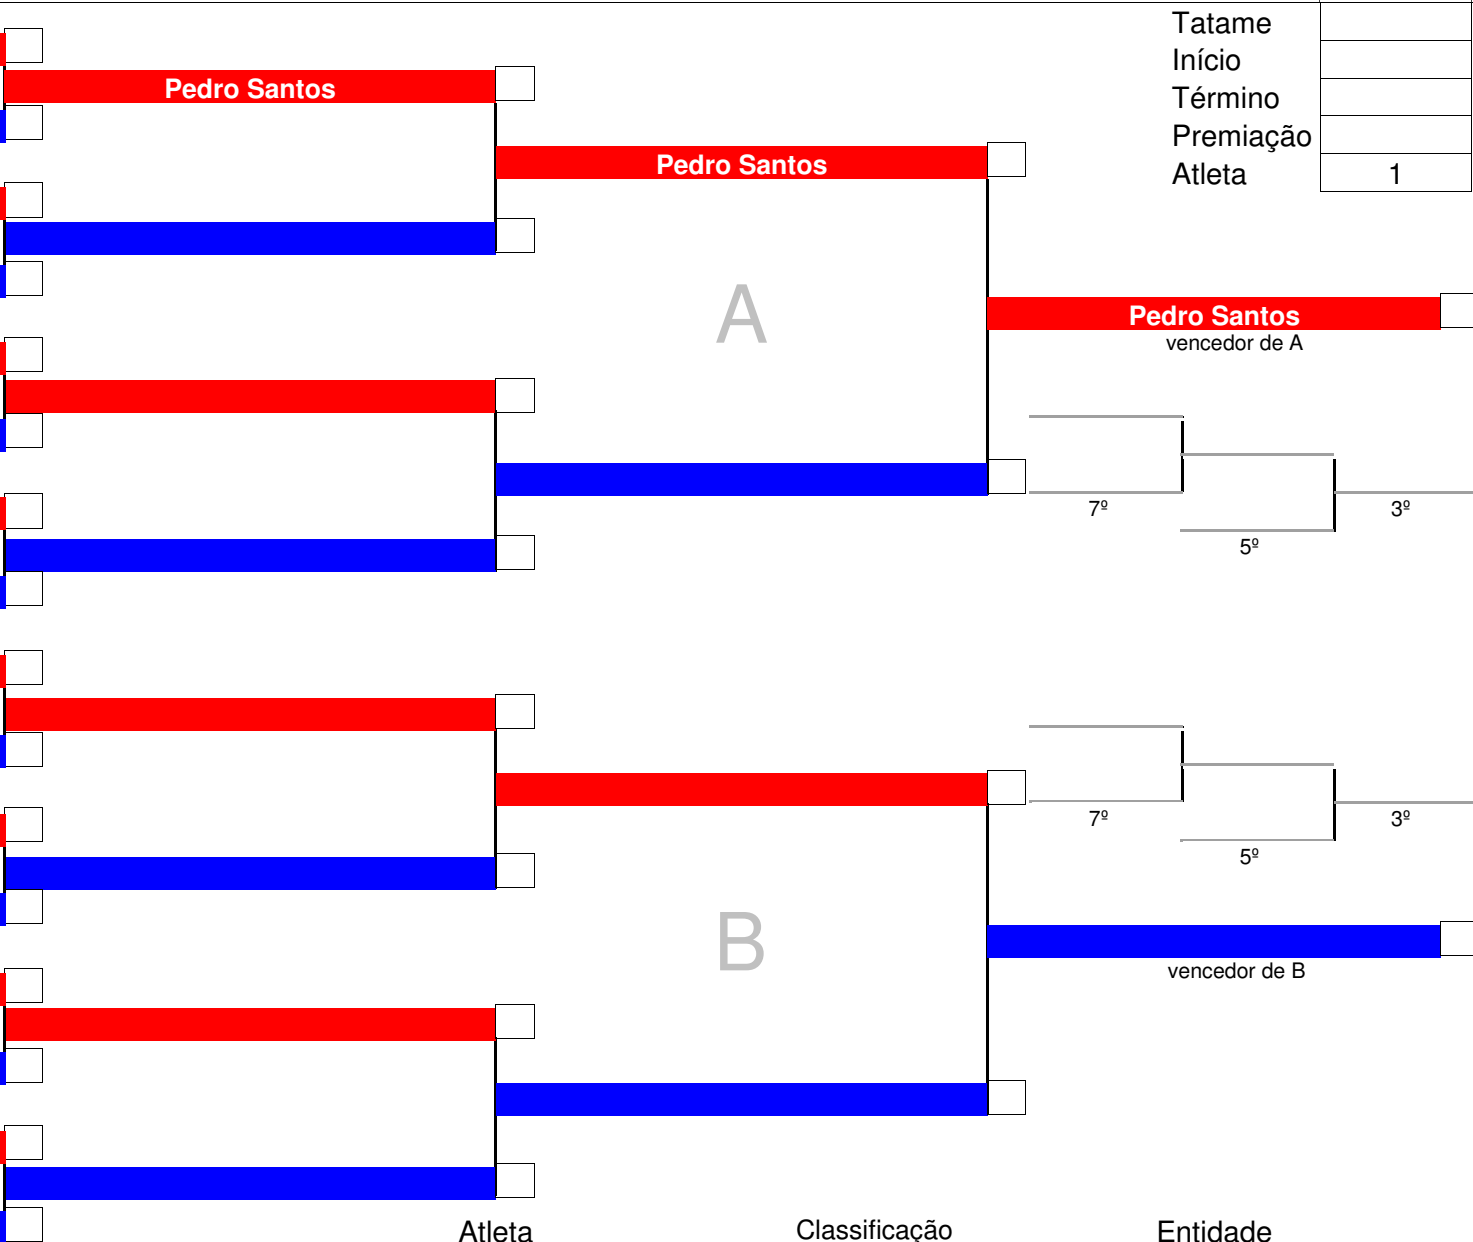 Tatame
Início
Pedro Santos
Término
Premiação
Pedro Santos
Atleta 1
A
Pedro Santos
vencedor de A
7º 3º
5º
7º 3º
5º
B
vencedor de B
Atleta Classificação Entidade